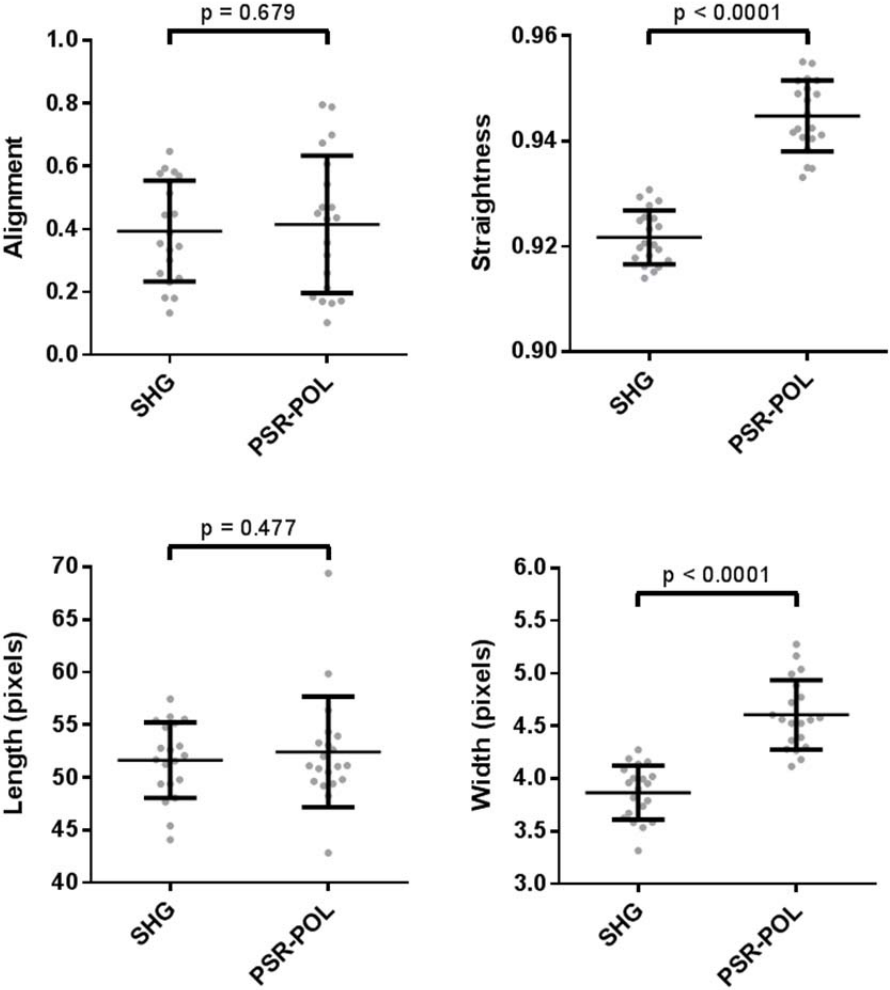 p = 0.679
1.0
0.8
0.6
0.4
0.2
0.0
Alignment
SHG
PSR-POL
p < 0.0001
0.96
0.94
0.92
0.90
Straightness
SHG
PSR-POL
p = 0.477
70
65
60
55
50
45
40
Length (pixels)
SHG
PSR-POL
p < 0.0001
6.0
5.5
5.0
4.5
4.0
3.5
3.0
Width (pixels)
SHG
PSR-POL